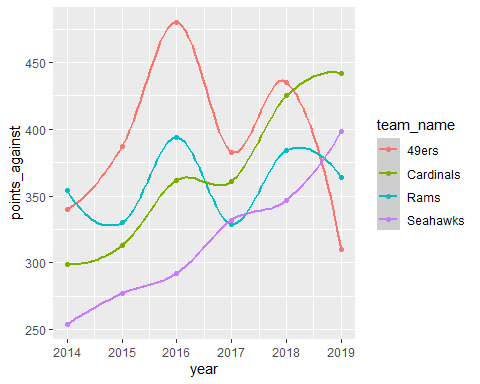 points_against
450
400
350
300
250
2014 2015 2016 2017 2018 2019
year
team_name
49ers
Cardinals
Rams
Seahawks